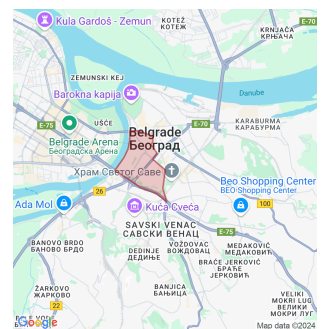 Kula Gardoš - Zemun
КОТЕЖ
КОТЕЖ
KRNJAČA
КРЊАЧА
ZEMUNSKI KEJ
E-70
Barokna kapija
Danube
E-75
UŠĆE
E-70
KARABURMA
КАРАБУРМА
Belgrade
Београд
Belgrade Arena
Београдска Арена
Храм Светог Саве
Beo Shopping Center
BEO Shopping Center
26
E-75
100
Ada Mol
Kuća Cveća
SAVSKI VENAC
САВСКИ ВЕНАЦ
BANOVO BRDO
БАНОВО БРДО
DEDINJE
ДЕДИЊЕ
VOŽDOVAC
ВОЖДОВАЦ
MEDAKOVIĆ
МЕДАКОВИЋ
BRAĆE JERKOVIĆ
БРАЋЕ
ЈЕРКОВИЋ
ŽARKOVO
ЖАРКОВО
BANJICA
БАЊИЦА
VELIKI
MOKRI LUG
ВЕЛИКИ
МОКРИ ЛУГ
22
Google
Map data ©2024